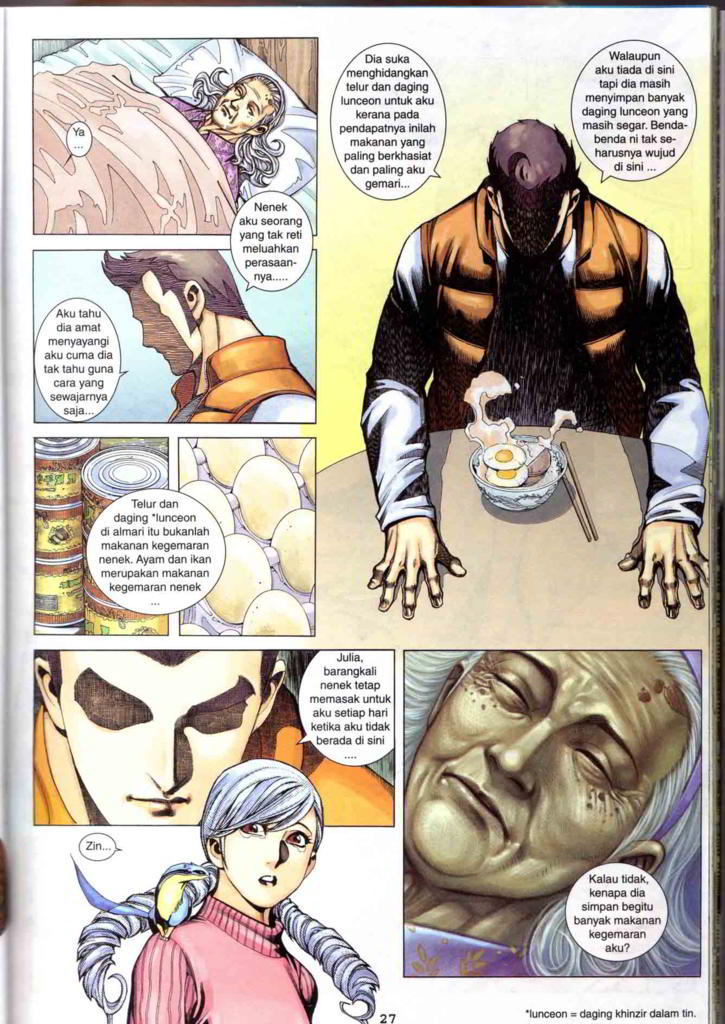 Ya
...
Nenek
aku seorang
yang tak reti
meluahkan
perasaan-
nya.....
Aku tahu
dia amat
menyayangi
aku cuma dia
tak tahu guna
cara yang
sewajarnya
saja...
Dia suka
menghidangkan
telur dan daging
lunceon untuk aku
kerana pada
pendapatnya inilah
makanan yang
paling berkhasiat
dan paling aku
gemari...
Walaupun
aku tiada di sini
tapi dia masih
menyimpan banyak
daging lunceon yang
masih segar. Benda-
benda ni tak se-
harusnya wujud
di sini ...
Telur dan
daging *lunceon
di almari itu bukanlah
makanan kegemaran
nenek. Ayam dan ikan
merupakan makanan
kegemaran nenek
...
Julia,
barangkali
nenek tetap
memasak untuk
aku setiap hari
ketika aku tidak
berada di sini
....
Zin...
Kalau tidak,
kenapa dia
simpan begitu
banyak makanan
kegemaran
aku?
27
*lunceon = daging khinzir dalam tin.